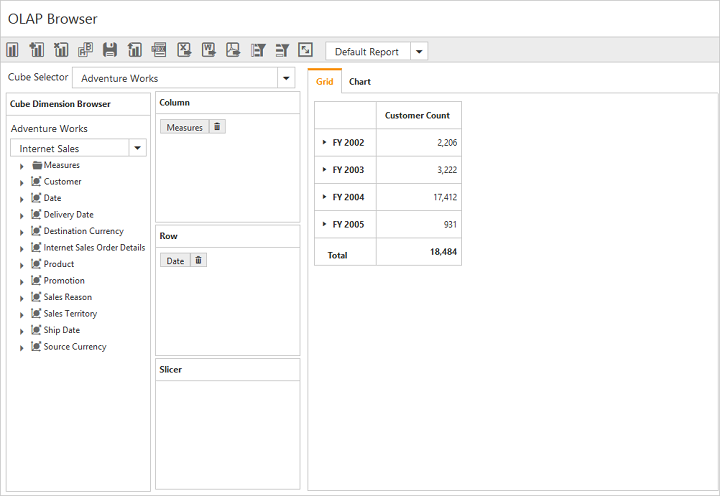 OLAP Browser
Default Report
Cube Selector
Adventure Works
Cube Dimension Browser
Adventure Works
Internet Sales
Measures
Customer
Date
Delivery Date
Destination Currency
Internet Sales Order Details
Product
Promotion
Sales Reason
Sales Territory
Ship Date
Source Currency
Column
Measures
Row
Date
Slicer
Grid Chart
Customer Count
FY 2002 2,206
FY 2003 3,222
FY 2004 17,412
FY 2005 931
Total 18,484